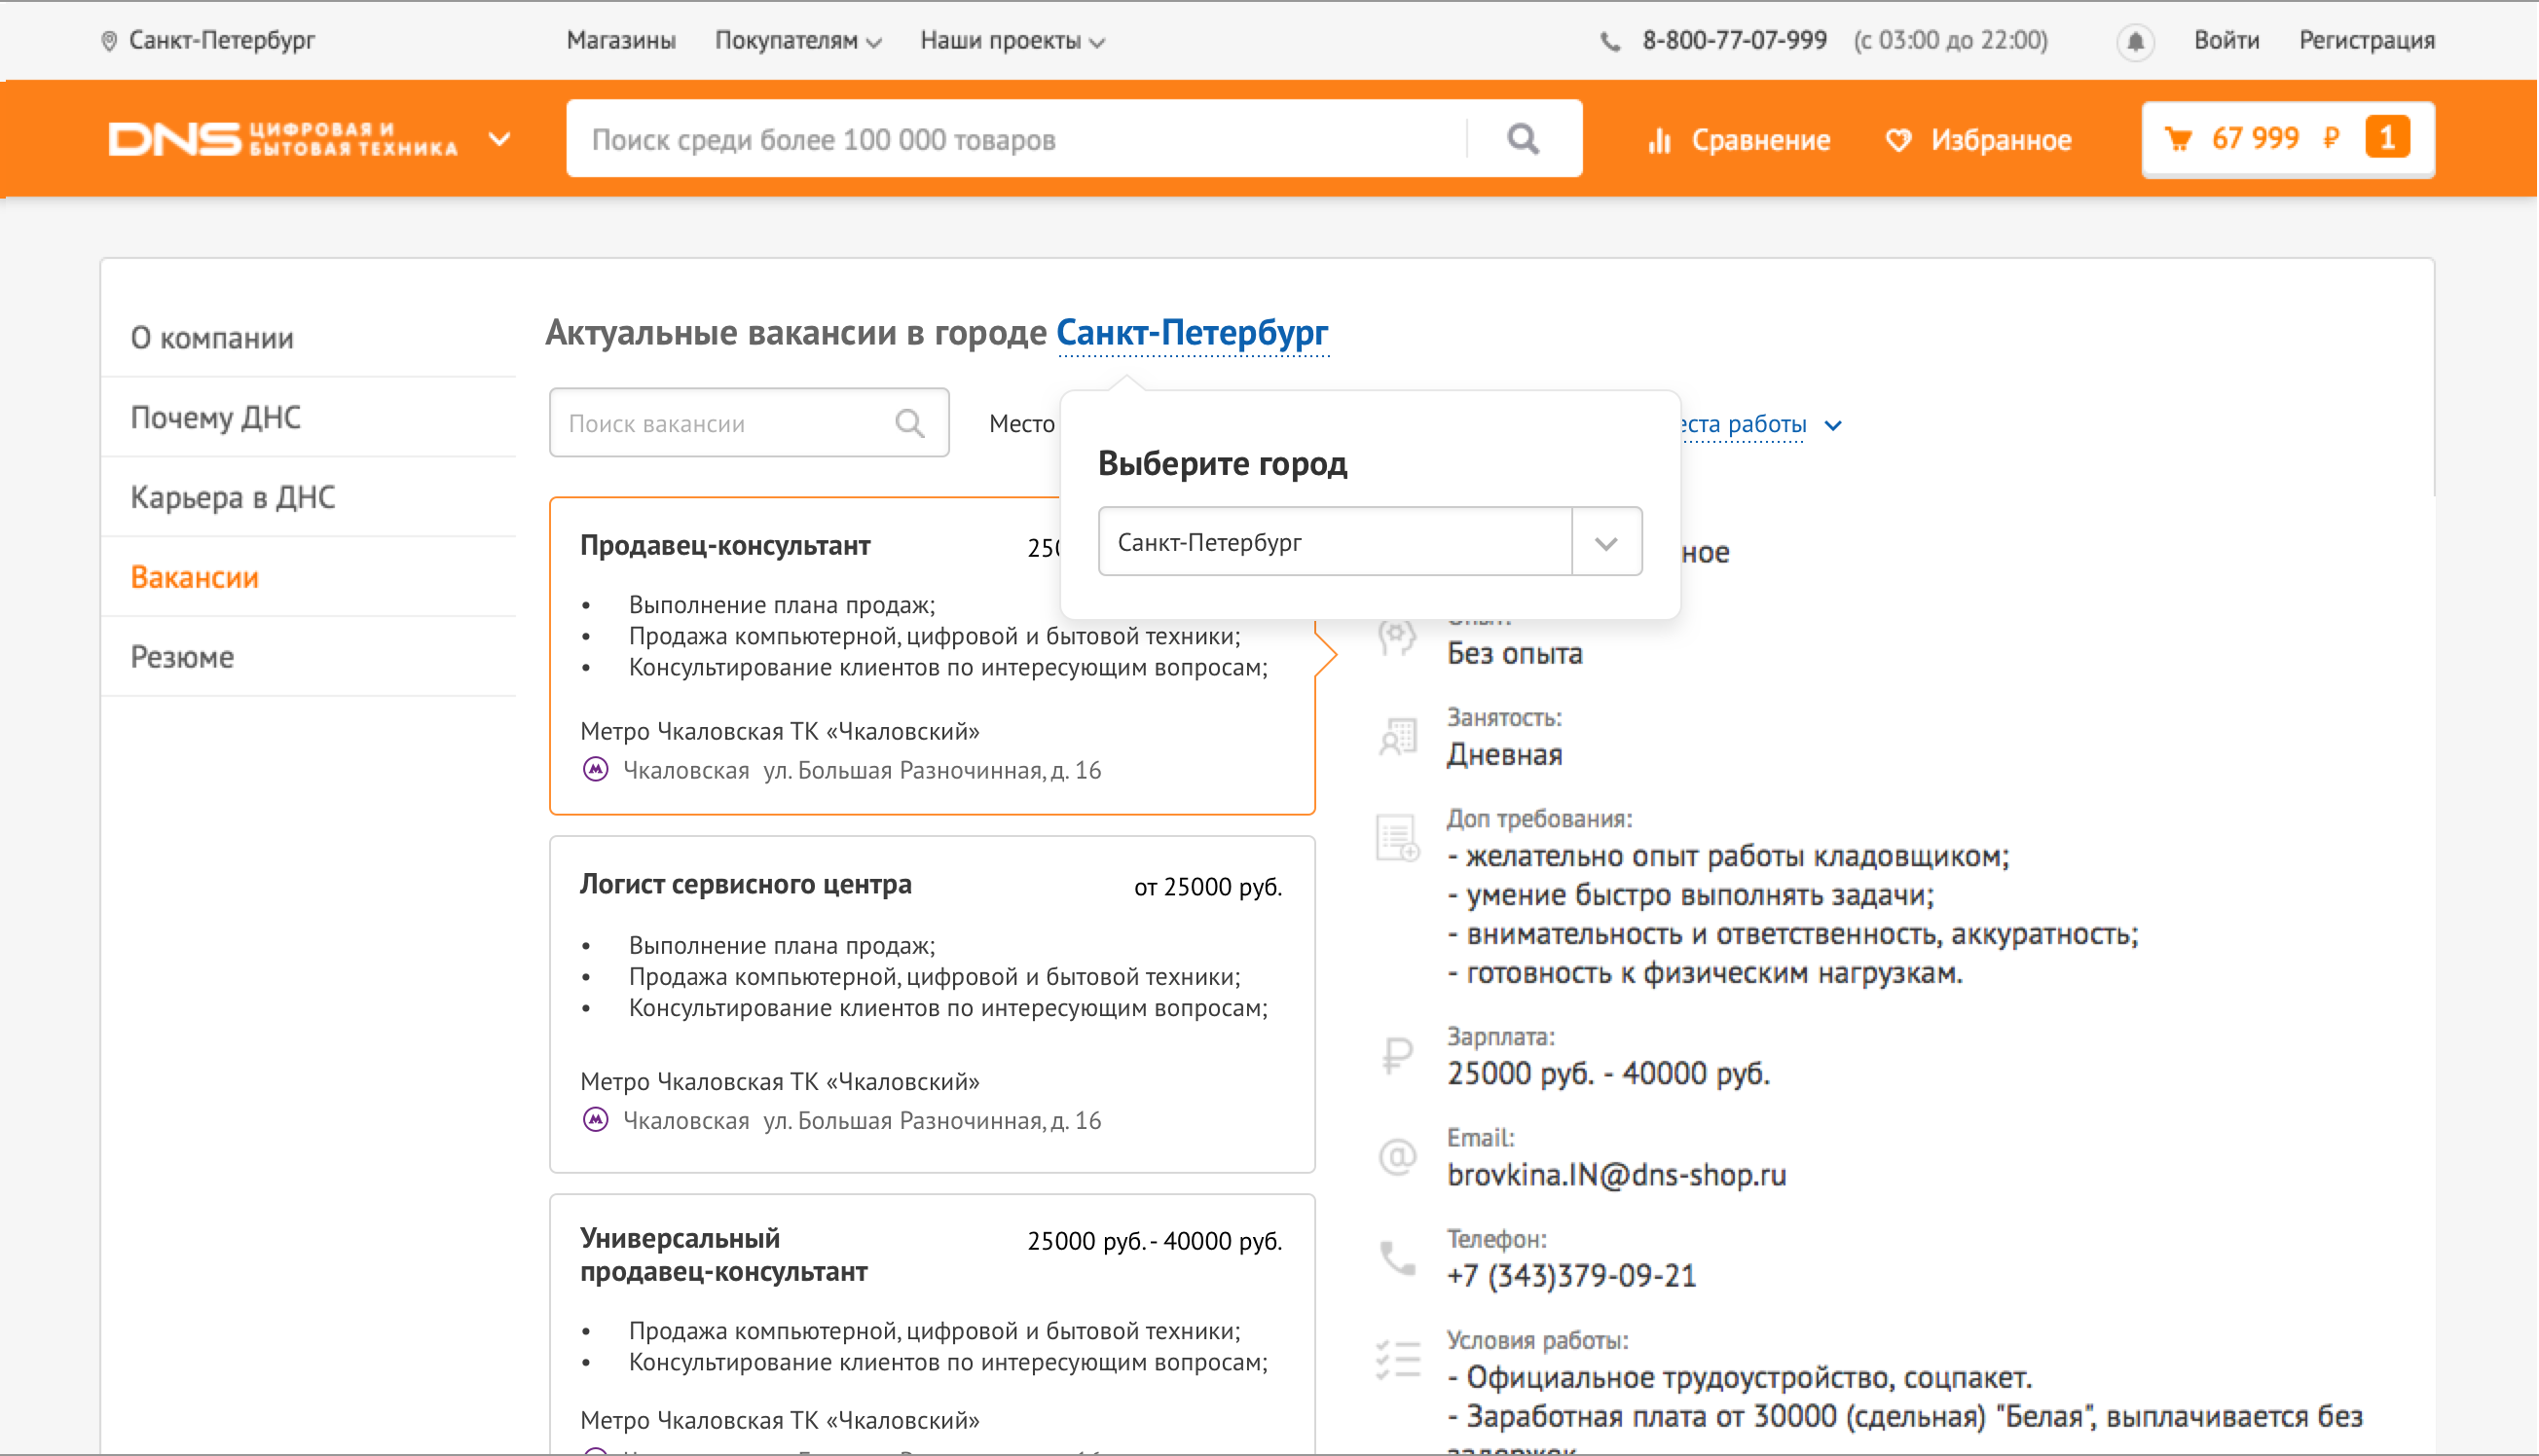 Санкт-Петербург
Магазины
Покупателям
Наши проекты
8-800-77-07-999 (с 03:00 до 22:00)
Войти
Регистрация
DNS ЦИФРОВАЯ И
БЫТОВАЯ ТЕХНИКА
Поиск среди более 100 000 товаров
Сравнение
Избранное
67 999 ₽ 1
О компании
Почему ДНС
Карьера в ДНС
Вакансии
Резюме
Актуальные вакансии в городе Санкт-Петербург
Поиск вакансии
Место
работы
Выберите город
Санкт-Петербург
Продавец-консультант
• Выполнение плана продаж;
• Продажа компьютерной, цифровой и бытовой техники;
• Консультирование клиентов по интересующим вопросам;
Метро Чкаловская ТК «Чкаловский»
Чкаловская ул. Большая Разночинная, д. 16
Логист сервисного центра
от 25000 руб.
• Выполнение плана продаж;
• Продажа компьютерной, цифровой и бытовой техники;
• Консультирование клиентов по интересующим вопросам;
Метро Чкаловская ТК «Чкаловский»
Чкаловская ул. Большая Разночинная, д. 16
Универсальный
продавец-консультант
25000 руб. - 40000 руб.
• Продажа компьютерной, цифровой и бытовой техники;
• Консультирование клиентов по интересующим вопросам;
Метро Чкаловская ТК «Чкаловский»
Без опыта
Занятость:
Дневная
Доп требования:
- желательно опыт работы кладовщиком;
- умение быстро выполнять задачи;
- внимательность и ответственность, аккуратность;
- готовность к физическим нагрузкам.
Зарплата:
25000 руб. - 40000 руб.
Email:
brovkina.IN@dns-shop.ru
Телефон:
+7 (343)379-09-21
Условия работы:
- Официальное трудоустройство, соцпакет.
- Заработная плата от 30000 (сдельная) "Белая", выплачивается без